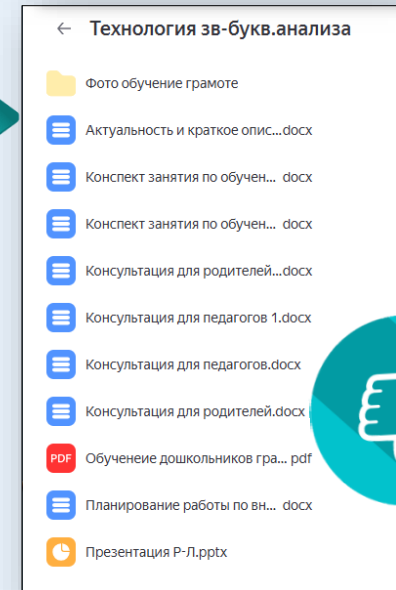 ← Технология зв-букв.анализа
Фото обучение грамоте
Актуальность и краткое опис...docx
Конспект занятия по обучен... docx
Конспект занятия по обучен... docx
Консультация для родителей...docx
Консультация для педагогов 1.docx
Консультация для педагогов.docx
Консультация для родителей.docx
PDF Обученеие дошкольников гра... pdf
Планирование работы по вн... docx
Презентация Р-Л.pptx